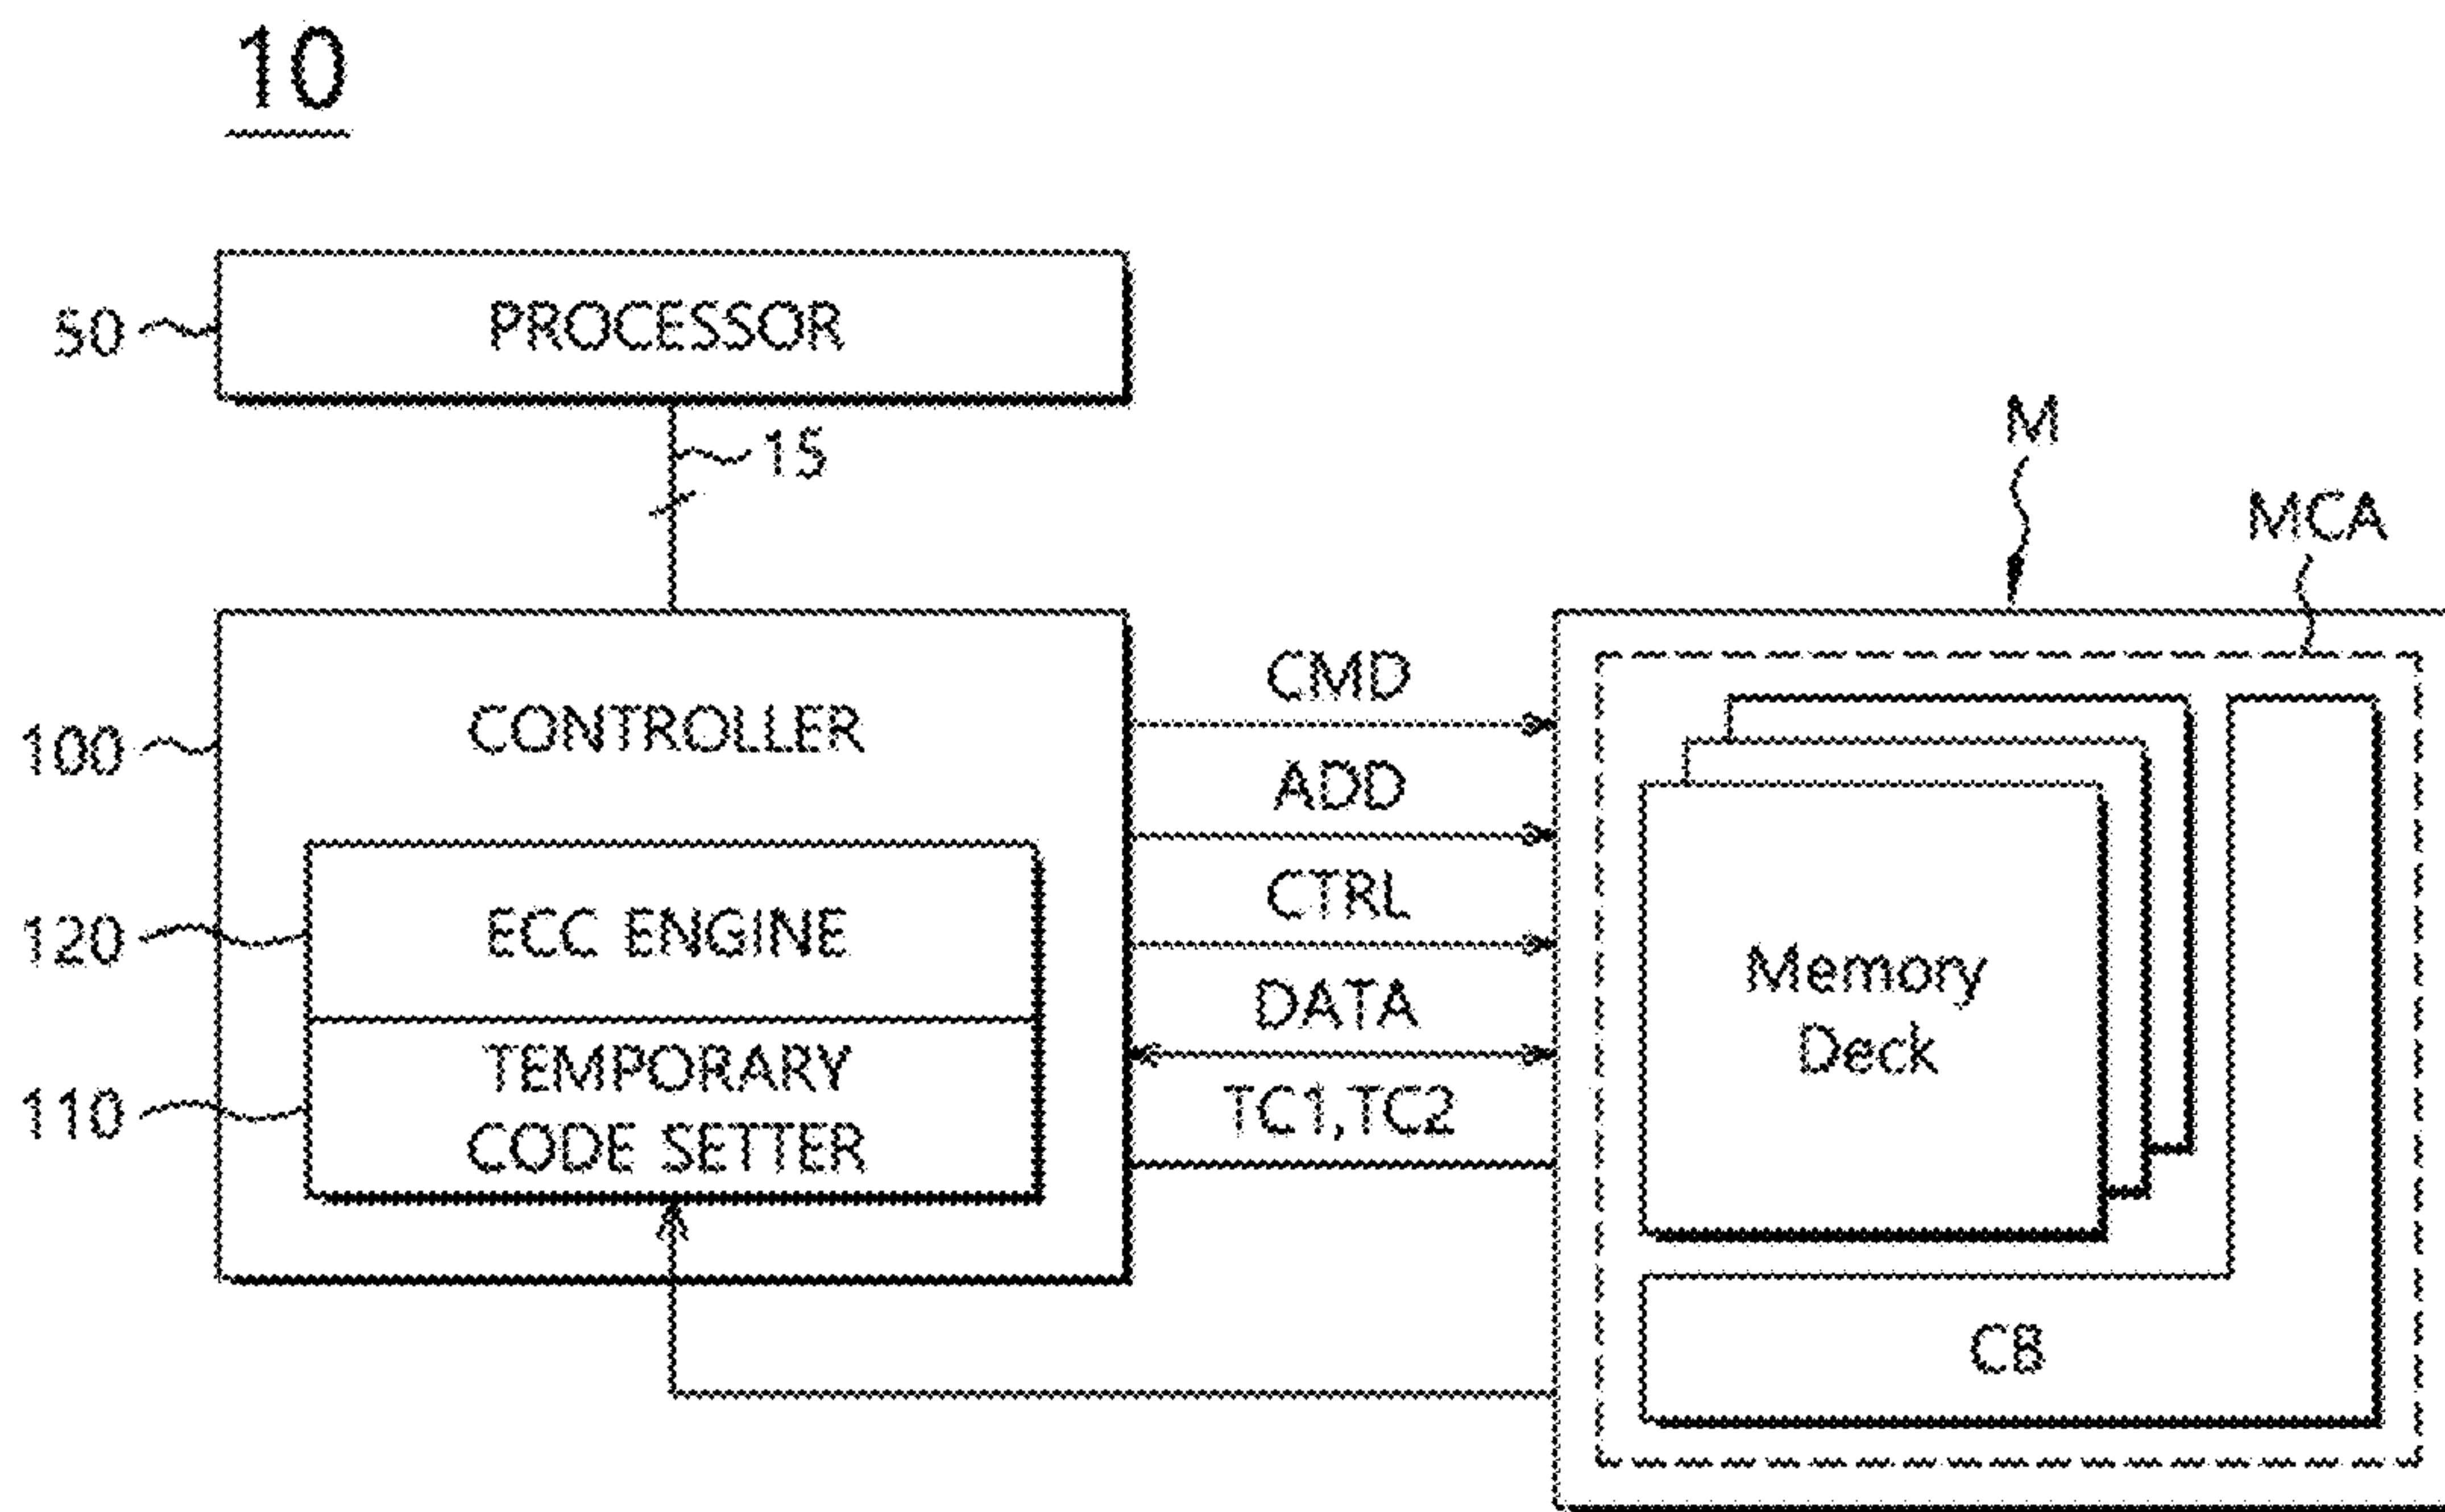 10
PROCESSOR
50
15
M
MCA
CONTROLLER
100
CMD
ADD
CTRL
DATA
TC1,TC2
ECC ENGINE
120
TEMPORARY
CODE SETTER
110
Memory
Deck
CB